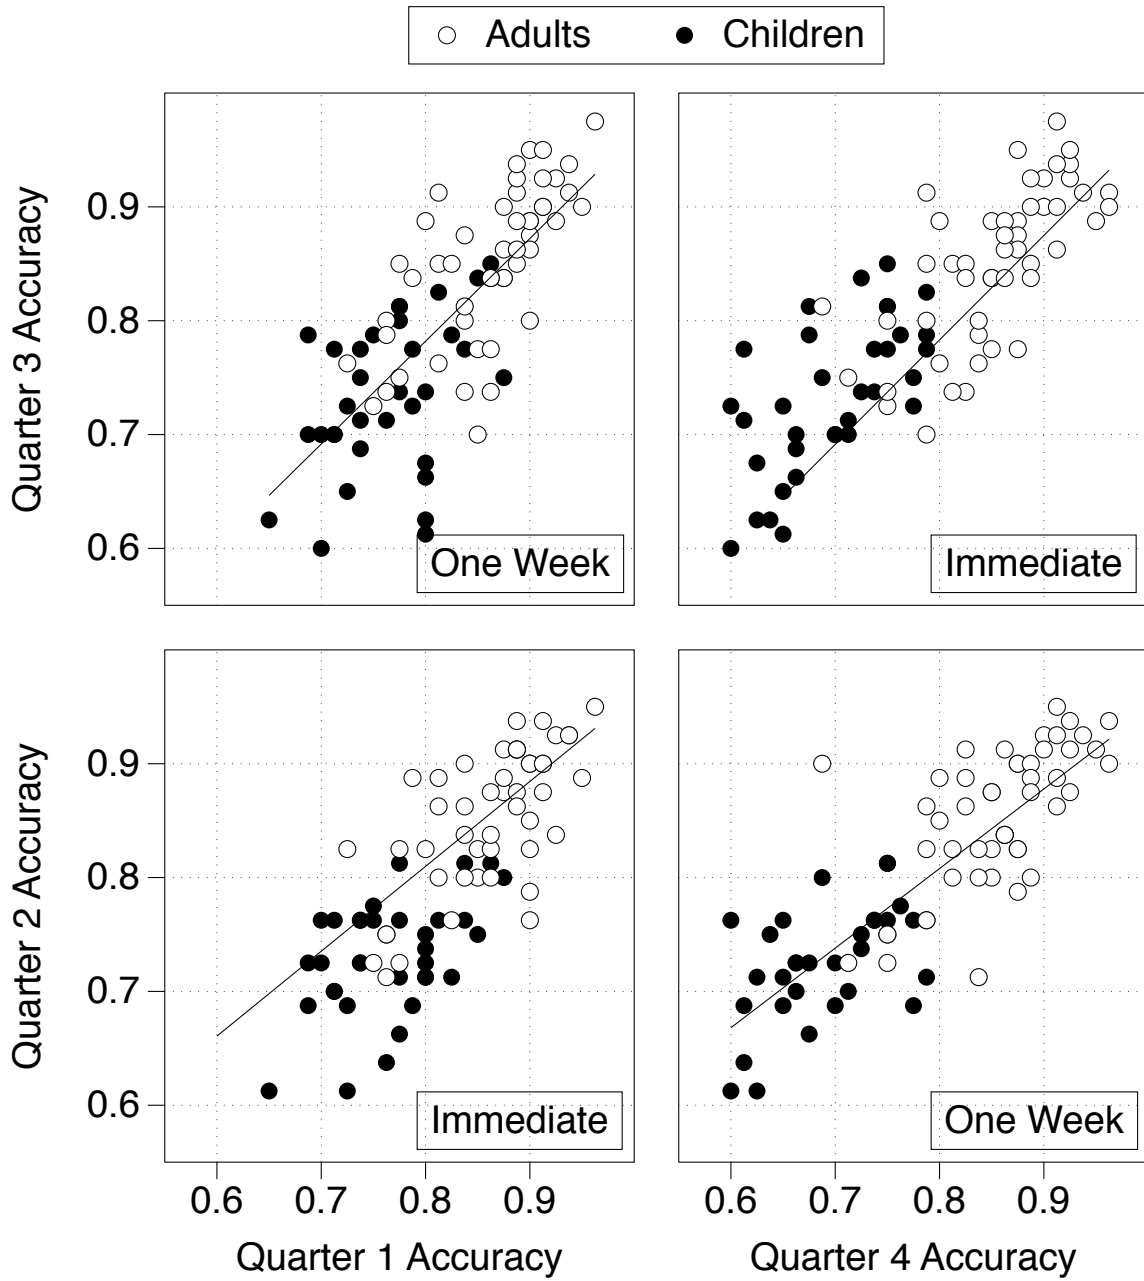 Adults Children
Quarter 3 Accuracy
0.9
0.8
0.7
0.6
One Week
Immediate
Quarter 2 Accuracy
0.9
0.8
0.7
0.6
Immediate
One Week
0.6 0.7 0.8 0.9
0.6 0.7 0.8 0.9
Quarter 1 Accuracy
Quarter 4 Accuracy